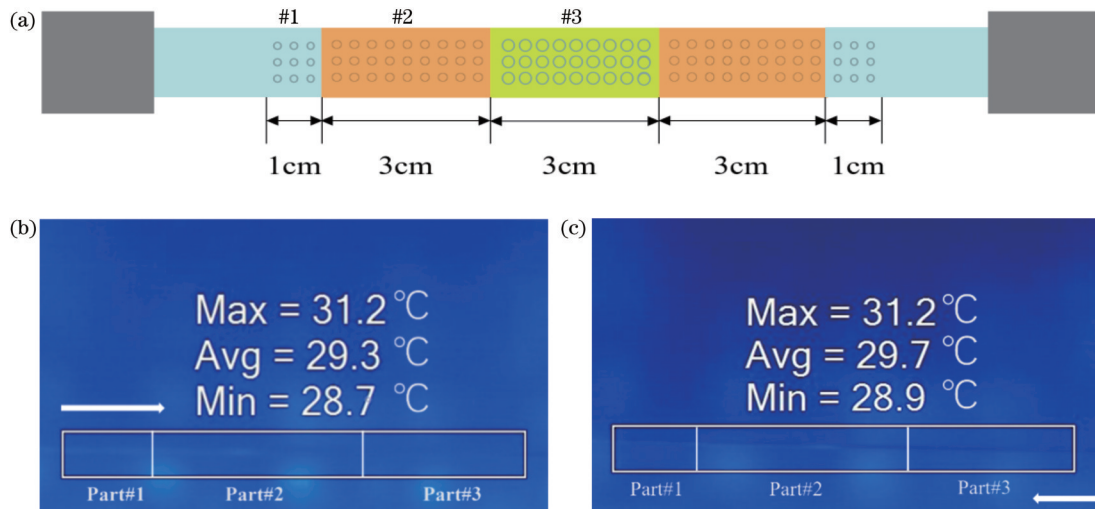 (a)
#1 #2 #3
1cm 3cm 3cm 3cm 1cm
(b)
Max = 31.2 ℃
Avg = 29.3 ℃
Min = 28.7 ℃
Part#1 Part#2 Part#3
(c)
Max = 31.2 ℃
Avg = 29.7 ℃
Min = 28.9 ℃
Part#1 Part#2 Part#3